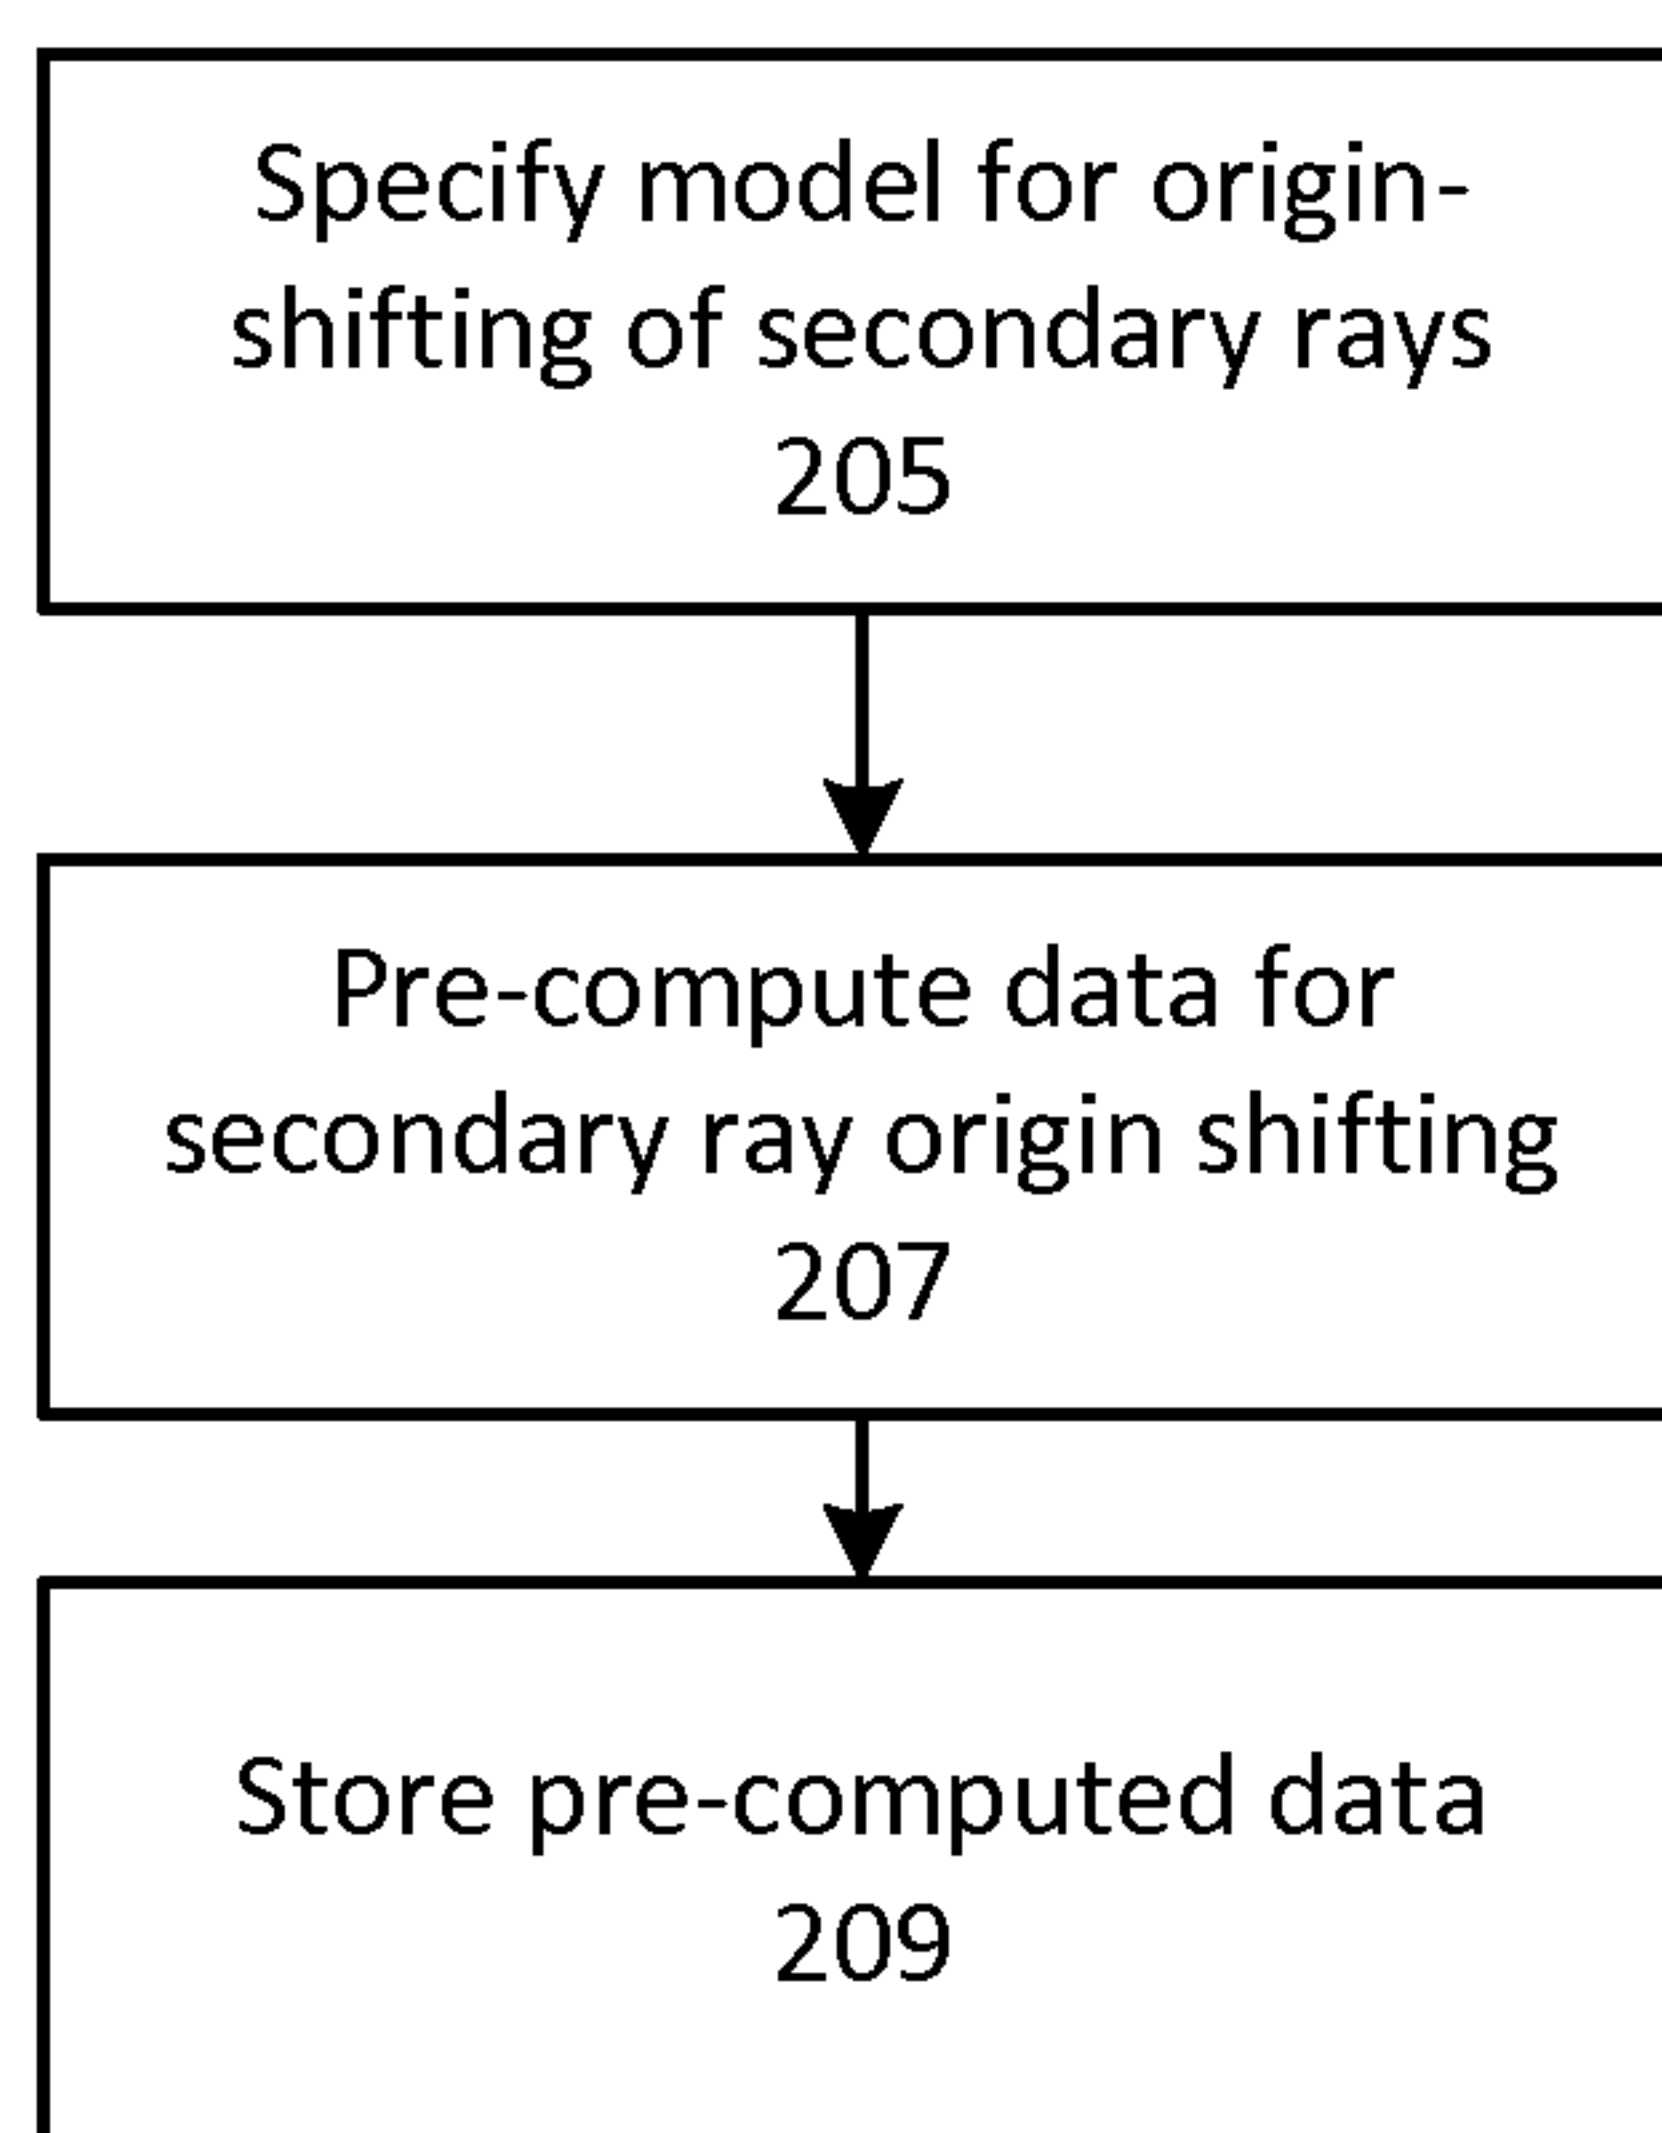 Specify model for origin-
shifting of secondary rays
205
Pre-compute data for
secondary ray origin shifting
207
Store pre-computed data
209